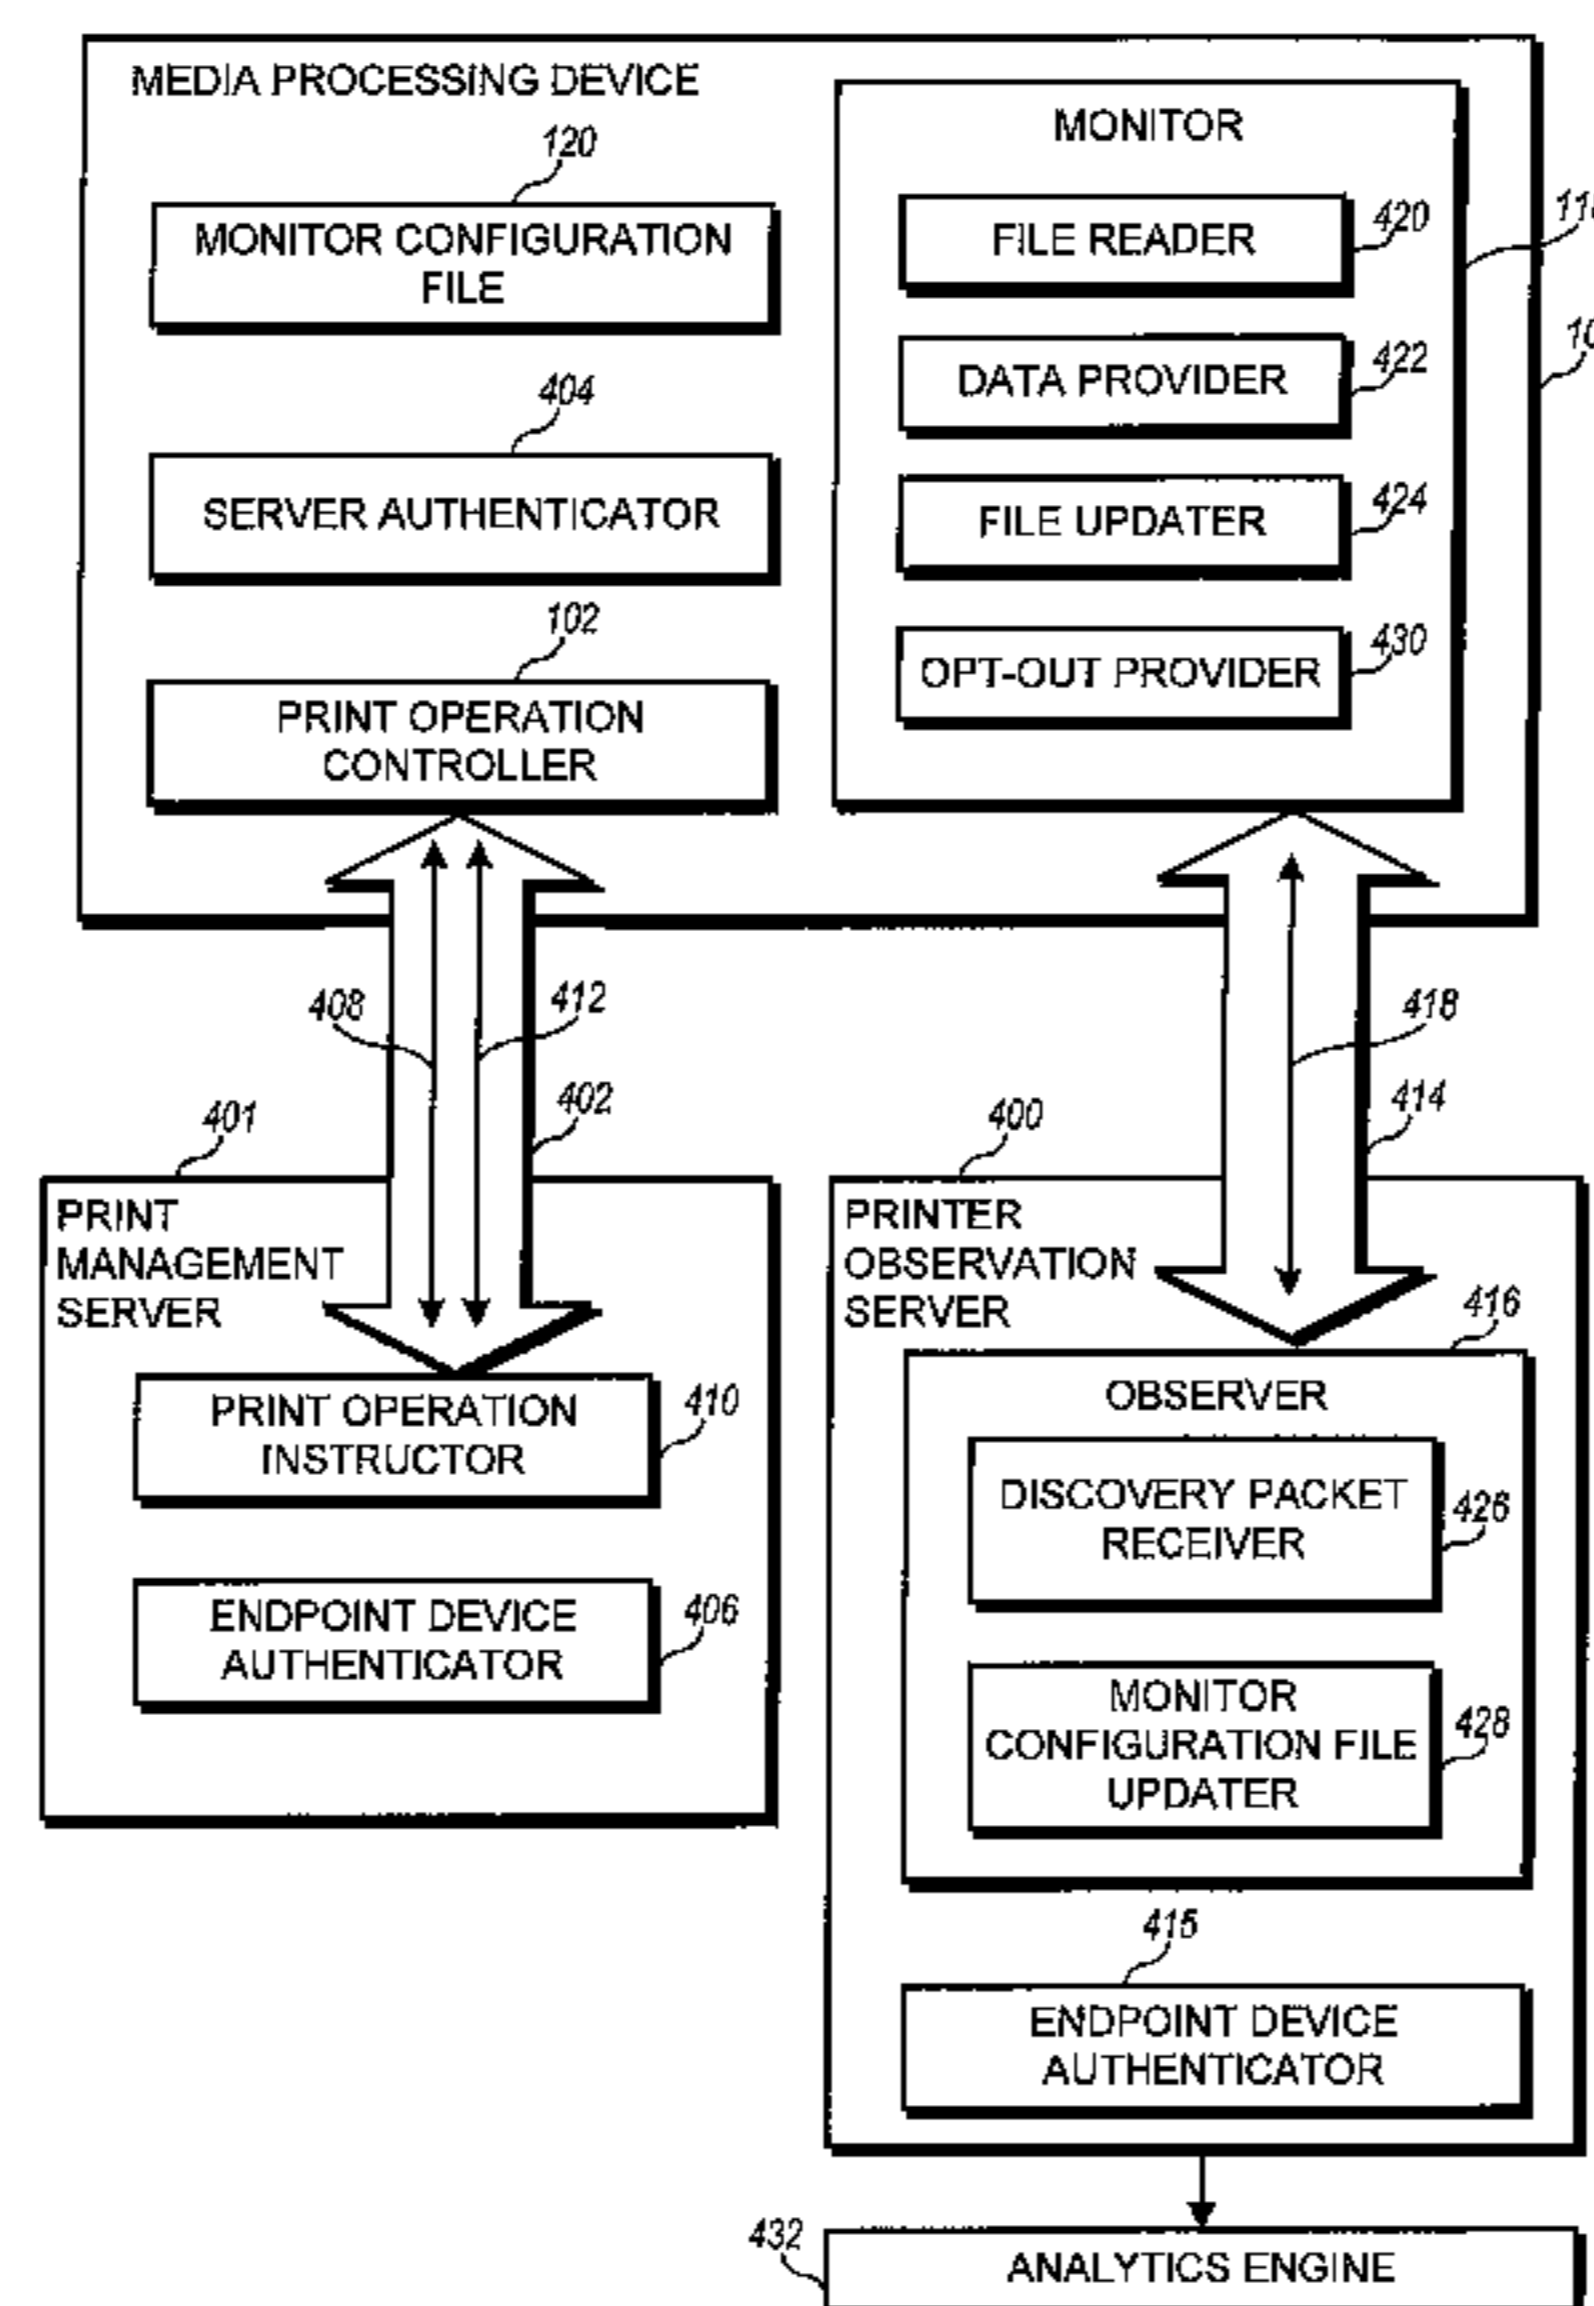 MEDIA PROCESSING DEVICE
120
MONITOR CONFIGURATION
FILE
404
SERVER AUTHENTICATOR
102
PRINT OPERATION
CONTROLLER
MONITOR
FILE READER
420
DATA PROVIDER
422
FILE UPDATER
424
OPT-OUT PROVIDER
430
408
412
402
418
414
401
PRINT
MANAGEMENT
SERVER
PRINT OPERATION
INSTRUCTOR
410
ENDPOINT DEVICE
AUTHENTICATOR
406
400
PRINTER
OBSERVATION
SERVER
416
OBSERVER
DISCOVERY PACKET
RECEIVER
426
MONITOR
CONFIGURATION FILE
UPDATER
428
415
ENDPOINT DEVICE
AUTHENTICATOR
432
ANALYTICS ENGINE